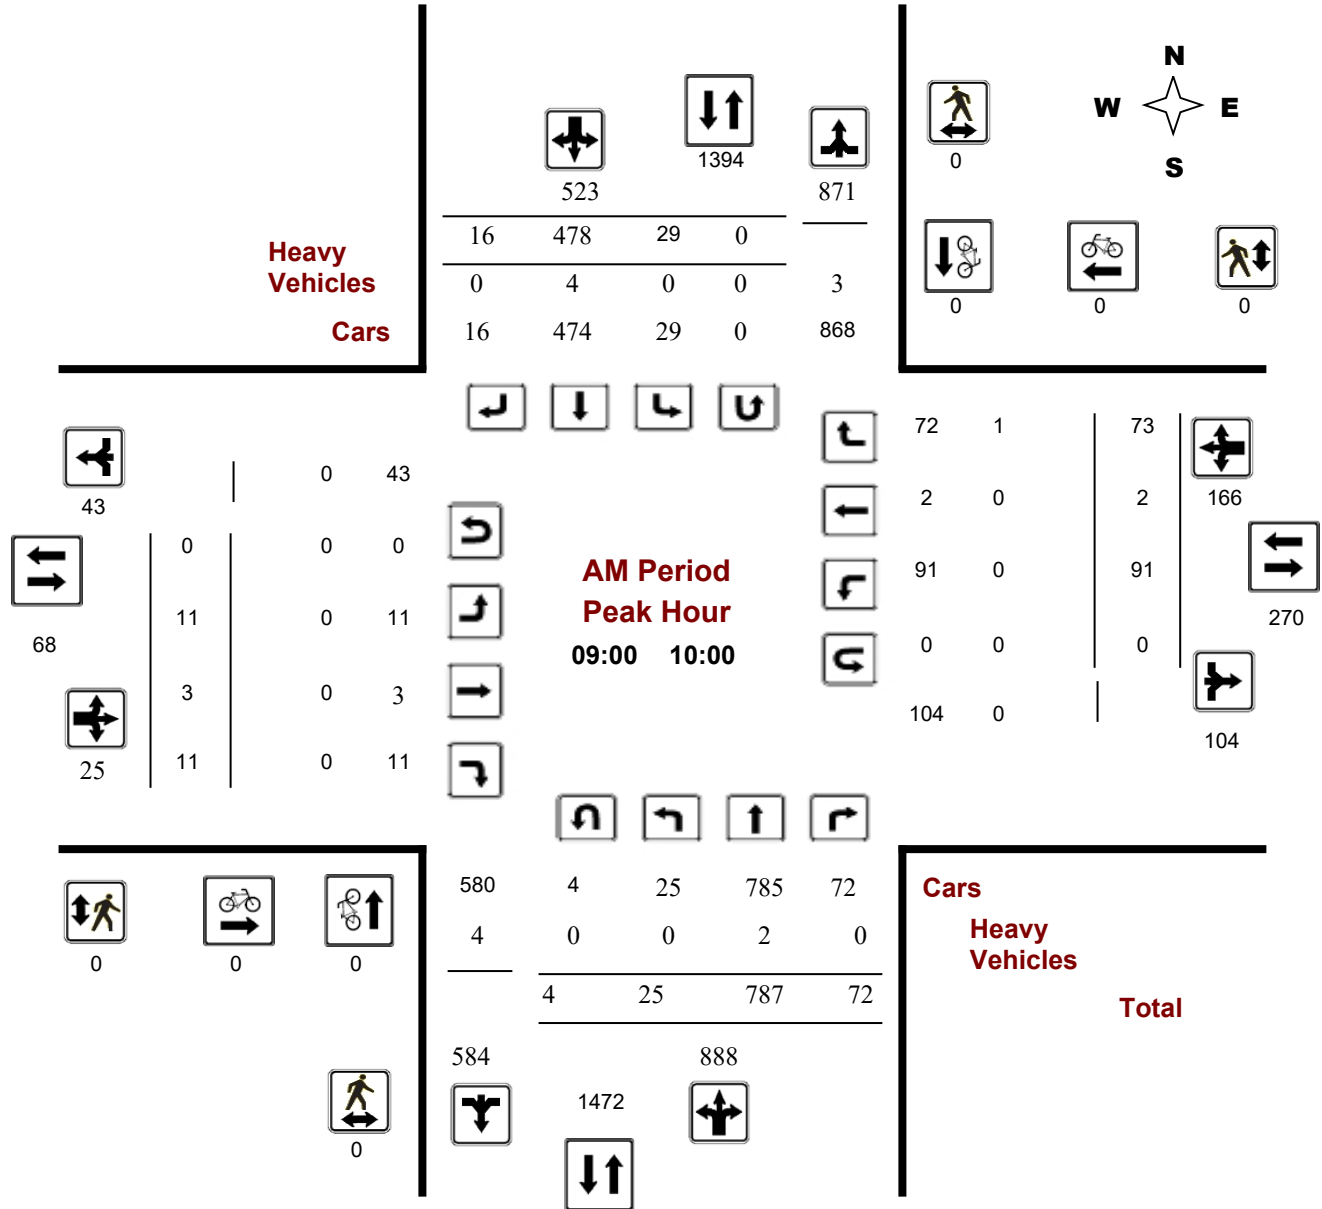 N
W E
S
1394
0
523 871
16 478 29 0
Heavy
Vehicles 0 4 0 0 3
Cars 16 474 29 0 868
0 0 0
72 1 73
0 43
43
2 0 2 166
0 0 0
AM Period
91 0 91
Peak Hour
11 0 11
270
68
09:00 10:00
0 0 0
3 0 3
104 0
104
25 11 0 11
580 4 25 785 72 Cars
4 0 0 2 0 Heavy
Vehicles
0 0 0
4 25 787 72 Total
584 888
1472
0